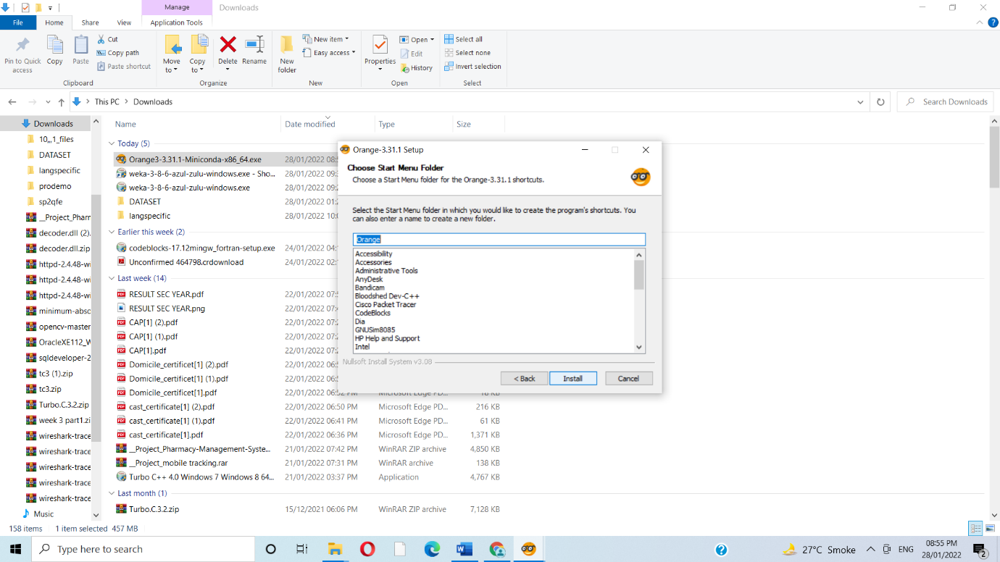 Manage
Downloads
File
Home
Share
View
Application Tools
Pin to Quick access
Copy
Paste
Cut
Copy path
Paste shortcut
Clipboard
Move to
Copy to
Delete
Rename
Organize
New folder
New item
Easy access
New
Properties
Open
Edit
History
Open
Select all
Select none
Invert selection
Select
This PC > Downloads
Search Downloads
Downloads
10,,,1_files
DATASET
langspecific
prodemo
sp2qfe
__Project_Pharr
decoder.dll (2).
decoder.dll.zip
httpd-2.4.48-wi
httpd-2.4.48-wi
httpd-2.4.48-wi
minimum-abso
opencv-master
OracleXE112_W
sqldeveloper-2
tc3 (1).zip
tc3.zip
Turbo.C.3.2.zip
week 3 part1.zi
wireshark-trace
wireshark-trace
wireshark-trace
wireshark-trace
wireshark-trace
Music
Name Date modified Type Size
Today (5)
Orange3-3.31.1-Miniconda-x86_64.exe 28/01/2022 08:5
weka-3-8-6-azul-zulu-windows.exe - Sho... 28/01/2022 09:
weka-3-8-6-azul-zulu-windows.exe 28/01/2022 09:2
DATASET 28/01/2022 01:2
langspecific 28/01/2022 10:0
Earlier this week (2)
codeblocks-17.12mingw_fortran-setup.exe 24/01/2022 04:1
Unconfirmed 464798.crdownload 24/01/2022 02:1
Last week (14)
RESULT SEC YEAR.pdf 22/01/2022 07:5
RESULT SEC YEAR.png 22/01/2022 07:4
CAP[1] (2).pdf 22/01/2022 07:2
CAP[1] (1).pdf 22/01/2022 07:2
CAP[1].pdf 22/01/2022 07:2
Domicile_certificet[1] (2).pdf 22/01/2022 06:5
Domicile_certificet[1] (1).pdf 22/01/2022 06:5
Domicile_certificet[1].pdf 22/01/2022 06:52 PM Microsoft Edge PD... 16 KB
cast_certificate[1] (2).pdf 22/01/2022 06:50 PM Microsoft Edge PD... 216 KB
cast_certificate[1] (1).pdf 22/01/2022 06:41 PM Microsoft Edge PD... 61 KB
cast_certificate[1].pdf 22/01/2022 06:36 PM Microsoft Edge PD... 1,371 KB
__Project_Pharmacy-Management-Syste... 21/01/2022 07:42 PM WinRAR ZIP archive 4,850 KB
__Project_mobile tracking.rar 21/01/2022 07:31 PM WinRAR archive 138 KB
Turbo C++ 4.0 Windows 7 Windows 8 64... 21/01/2022 03:37 PM Application 4,767 KB
Last month (1)
Turbo.C.3.2.zip 15/12/2021 06:06 PM WinRAR ZIP archive 7,128 KB
Orange-3.31.1 Setup
Choose Start Menu Folder
Choose a Start Menu folder for the Orange-3.31.1 shortcuts.
Select the Start Menu folder in which you would like to create the program's shortcuts. You
can also enter a name to create a new folder.
Orange
Accessibility
Accessories
Administrative Tools
AnyDesk
Bandicam
Bloodshed Dev-C++
Cisco Packet Tracer
CodeBlocks
Dia
GNUSim8085
HP Help and Support
Intel
Nullsoft Install System v3.08
< Back
Install
Cancel
158 items 1 item selected 457 MB
Type here to search
27°C Smoke
ENG
08:55 PM
28/01/2022
2